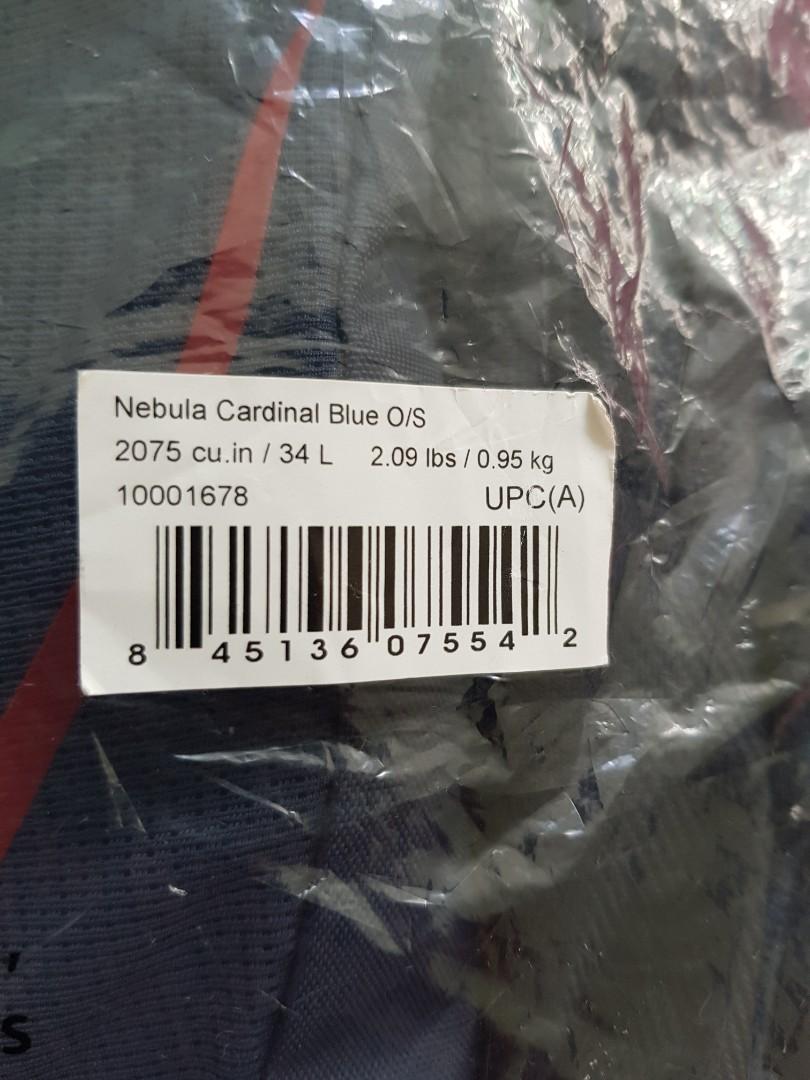 Nebula Cardinal Blue O/S
2075 cu.in / 34 L 2.09 lbs / 0.95 kg
10001678 UPC(A)
8 45136 07554 2
s